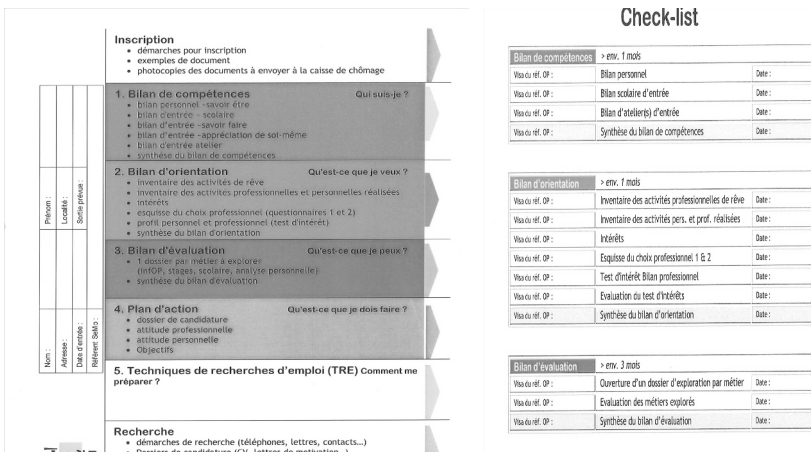 Inscription
• démarches pour inscription
• exemples de document
• photocopies des documents à envoyer à la caisse de chômage
1. Bilan de compétences Qui suis-je ?
• bilan personnel -savoir être
• bilan d'entrée - scolaire
• bilan d'entrée -savoir faire
• bilan d'entrée -appréciation de soi-même
• bilan d'entrée atelier
• synthèse du bilan de compétences
2. Bilan d'orientation Qu'est-ce que je veux ?
• inventaire des activités de rêve
• inventaire des activités professionnelles et personnelles réalisées
• intérêts
• esquisse du choix professionnel (questionnaires 1 et 2)
• profil personnel et professionnel (test d'intérêt)
• synthèse du bilan d'orientation
3. Bilan d'évaluation Qu'est-ce que je peux ?
• 1 dossier par métier à explorer
(InfOP, stages, scolaire, analyse personnelle)
• synthèse du bilan d'évaluation
4. Plan d'action Qu'est-ce que je dois faire ?
• dossier de candidature
• attitude professionnelle
• attitude personnelle
• Objectifs
5. Techniques de recherches d'emploi (TRE) Comment me
préparer ?
Recherche
• démarches de recherche (téléphones, lettres, contacts…)
• Dossiers de candidature (CV, lettres de motivation…)
Nom : Prénom :
Adresse : Localité :
Date d'entrée : Sortie prévue :
Référent SeMo :
Check-list
Bilan de compétences > env. 1 mois
Visa du réf. OP : Bilan personnel Date :
Visa du réf. OP : Bilan scolaire d'entrée Date :
Visa du réf. OP : Bilan d'atelier(s) d'entrée Date :
Visa du réf. OP : Synthèse du bilan de compétences Date :
Bilan d'orientation > env. 1 mois
Visa du réf. OP : Inventaire des activités professionnelles de rêve Date :
Visa du réf. OP : Inventaire des activités pers. et prof. réalisées Date :
Visa du réf. OP : Intérêts Date :
Visa du réf. OP : Esquisse du choix professionnel 1 & 2 Date :
Visa du réf. OP : Test d'intérêt Bilan professionnel Date :
Visa du réf. OP : Evaluation du test d'intérêts Date :
Visa du réf. OP : Synthèse du bilan d'orientation Date :
Bilan d'évaluation > env. 3 mois
Visa du réf. OP : Ouverture d'un dossier d'exploration par métier Date :
Visa du réf. OP : Evaluation des métiers explorés Date :
Visa du réf. OP : Synthèse du bilan d'évaluation Date :